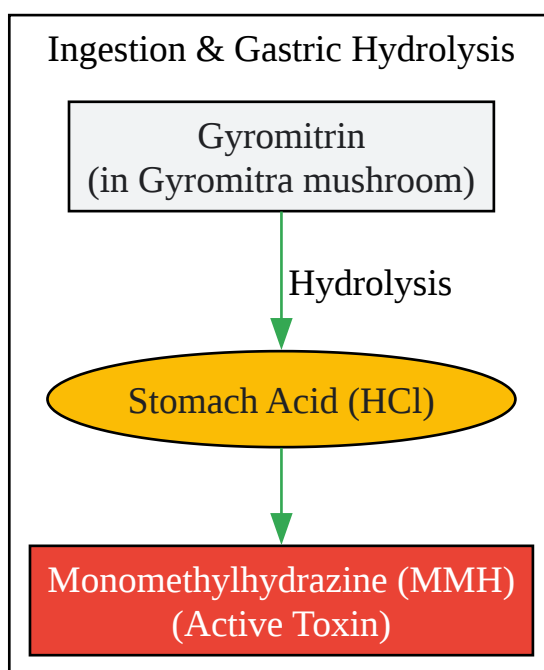 Ingestion & Gastric Hydrolysis
Gyromitrin
(in Gyromitra mushroom)
Hydrolysis
Stomach Acid (HCl)
Monomethylhydrazine (MMH)
(Active Toxin)